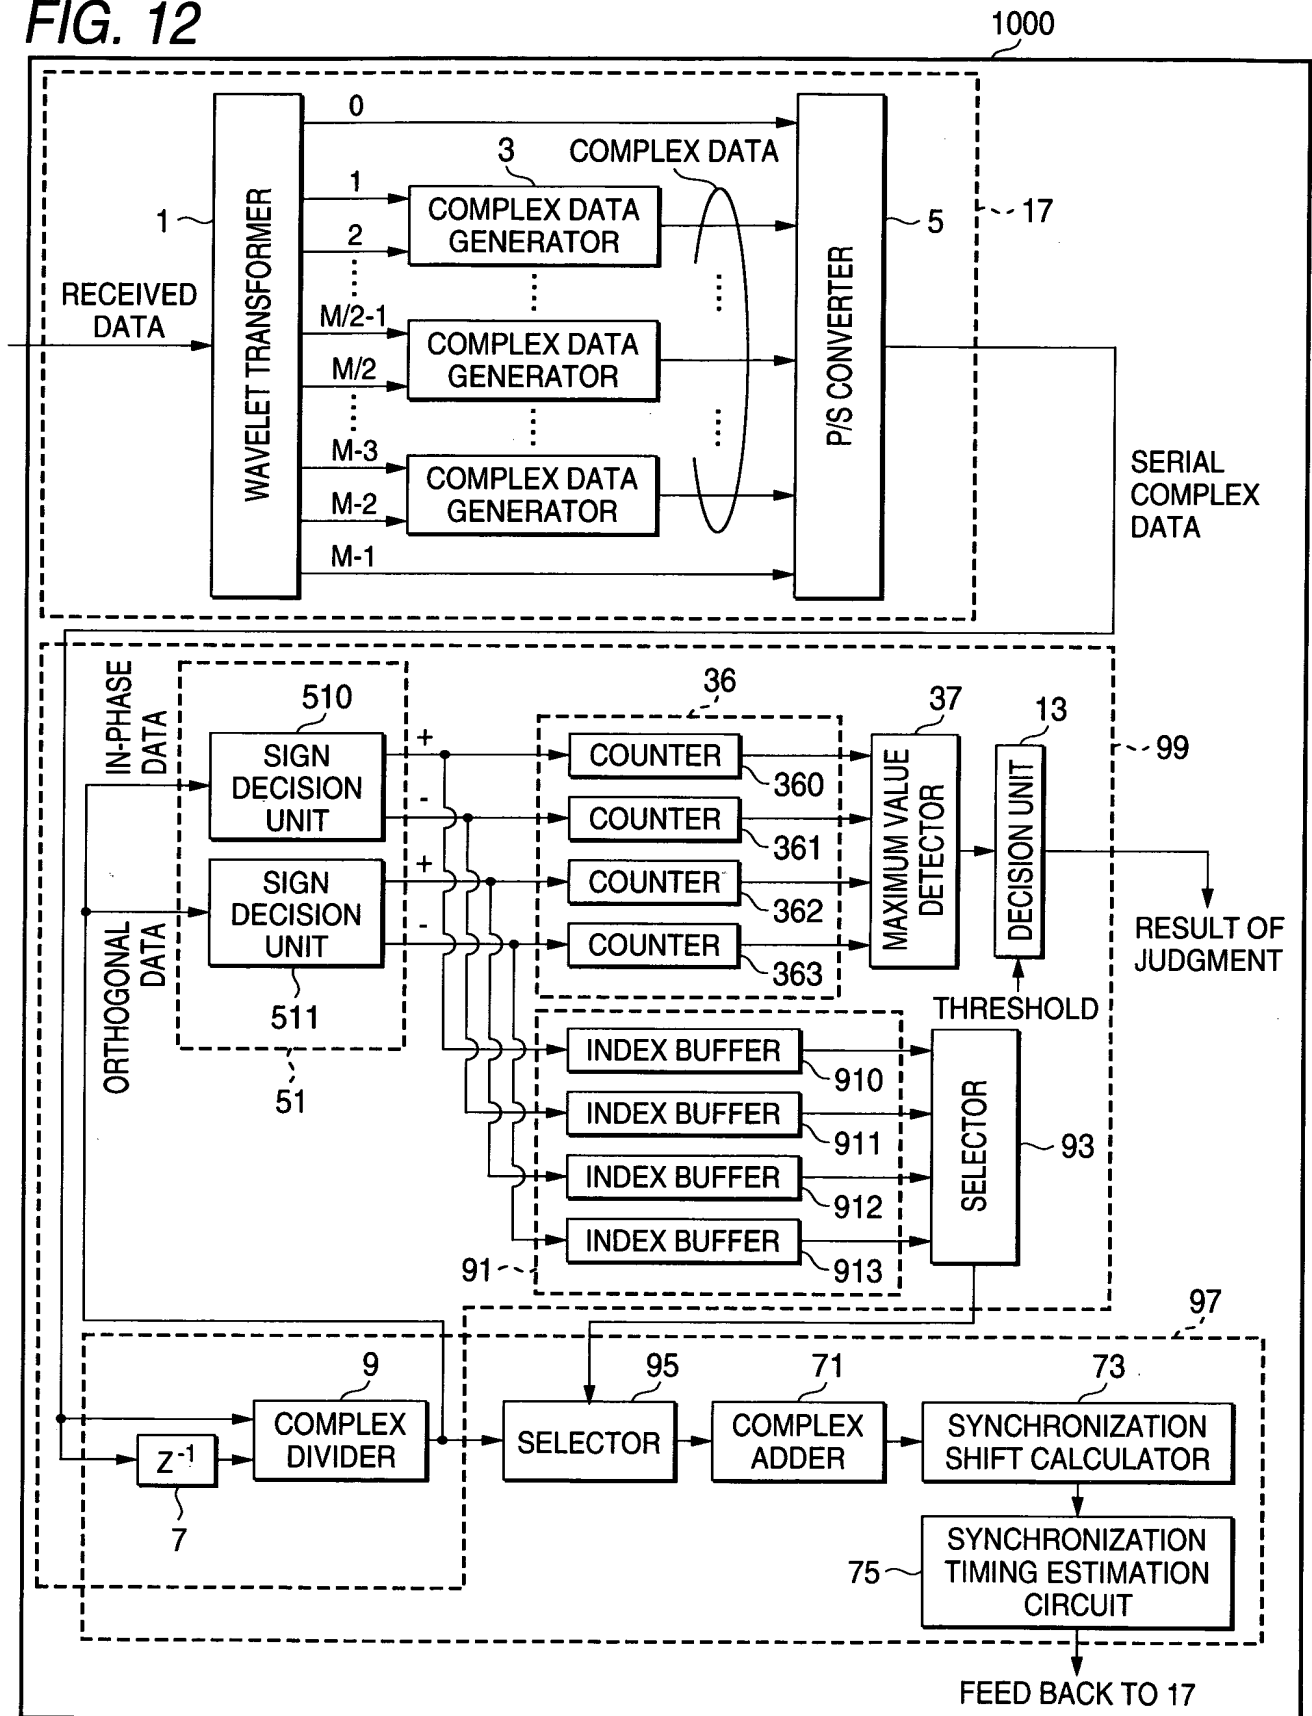 FIG. 12
1000
0
COMPLEX DATA
3
1
COMPLEX DATA
GENERATOR
2
1
WAVELET TRANSFORMER
5
17
P/S CONVERTER
RECEIVED
DATA
M/2-1
COMPLEX DATA
GENERATOR
M/2
M-3
COMPLEX DATA
GENERATOR
M-2
M-1
SERIAL
COMPLEX
DATA
IN-PHASE
DATA
510
SIGN
DECISION
UNIT
+
-
SIGN
DECISION
UNIT
+
-
511
51
ORTHOGONAL
DATA
36
COUNTER
360
COUNTER
361
COUNTER
362
COUNTER
363
37
MAXIMUM VALUE
DETECTOR
13
DECISION UNIT
99
RESULT OF
JUDGMENT
THRESHOLD
INDEX BUFFER
910
INDEX BUFFER
911
INDEX BUFFER
912
INDEX BUFFER
913
91
SELECTOR
93
97
9
COMPLEX
DIVIDER
Z-1
7
95
SELECTOR
71
COMPLEX
ADDER
73
SYNCHRONIZATION
SHIFT CALCULATOR
75
SYNCHRONIZATION
TIMING ESTIMATION
CIRCUIT
FEED BACK TO 17